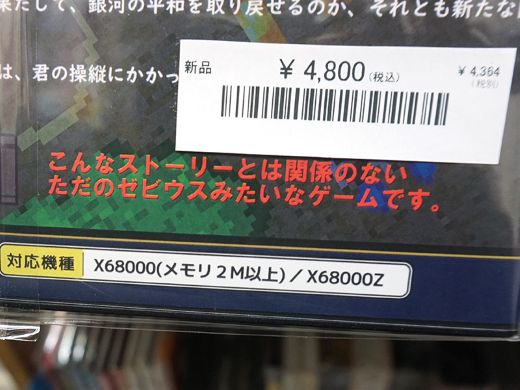 果たして、銀河の平和を取り戻せるのか、それとも新たな
は、君の操縦にかかっ
新品
¥4,800(税込)
¥4,364
(税別)
こんなストーリーとは関係のない
ただのゼビウスみたいなゲームです。
対応機種
X68000(メモリ2M以上)/X68000Z